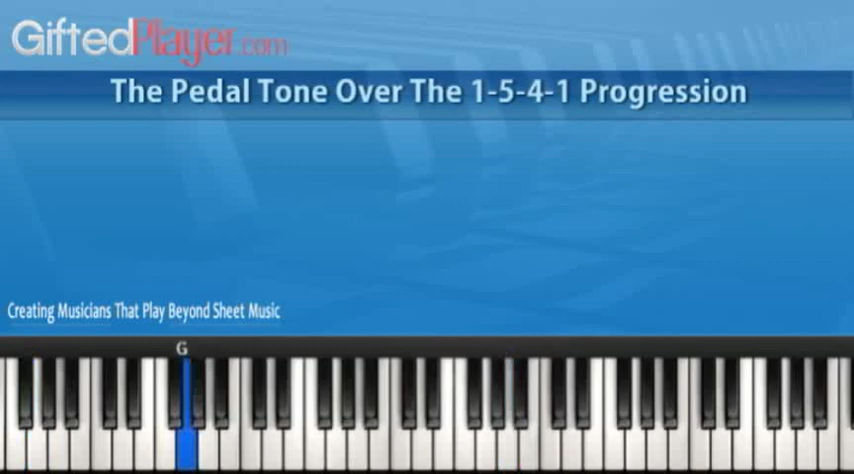 GiftedPlayer.com
The Pedal Tone Over The 1-5-4-1 Progression
Creating Musicians That Play Beyond Sheet Music
G